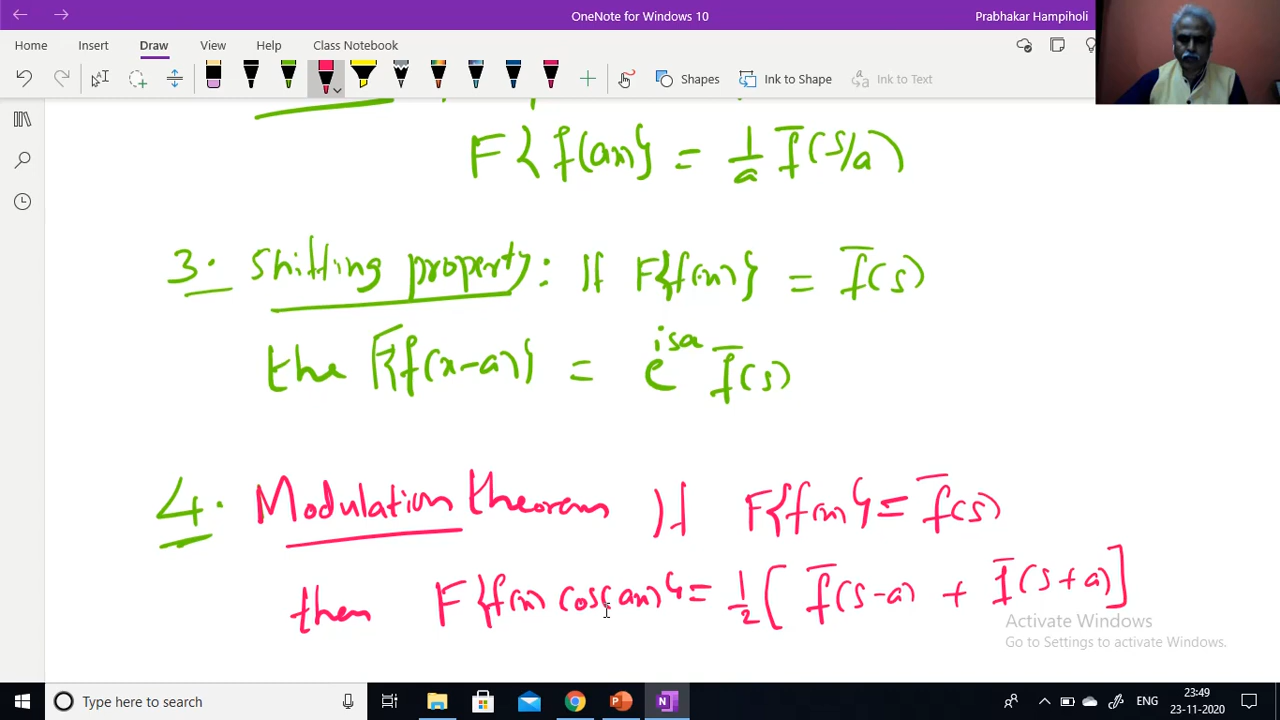 OneNote for Windows 10
Prabhakar Hampiholi
Home Insert Draw View Help Class Notebook
Shapes Ink to Shape Ink to Text
F{f(ax)} = 1/a f̄(s/a)
3. Shifting property: If F{f(x)} = f̄(s)
the F{f(x-a)} = e^{isa} f̄(s)
4. Modulation theorem If F{f(x)} = f̄(s)
then F{f(x) cos(ax)} = 1/2 [f̄(s-a) + f̄(s+a)]
Activate Windows
Go to Settings to activate Windows.
Type here to search
ENG
23:49
23-11-2020